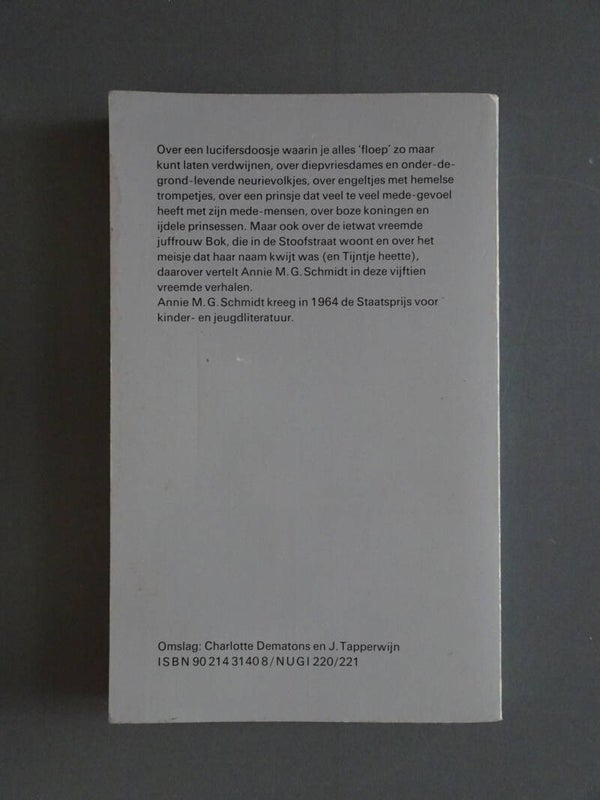 Over een lucifersdoosje waarin je alles 'floep' zo maar
kunt laten verdwijnen, over diepvriesdames en onder-de-
grond-levende neurievolkjes, over engeltjes met hemelse
trompetjes, over een prinsje dat veel te veel mede-gevoel
heeft met zijn mede-mensen, over boze koningen en
ijdele prinsessen. Maar ook over de ietwat vreemde
juffrouw Bok, die in de Stoofstraat woont en over het
meisje dat haar naam kwijt was (en Tijntje heette),
daarover vertelt Annie M.G. Schmidt in deze vijftien
vreemde verhalen.
Annie M.G. Schmidt kreeg in 1964 de Staatsprijs voor
kinder- en jeugdliteratuur.
Omslag: Charlotte Dematons en J. Tapperwijn
ISBN 90 214 3140 8 / NUGI 220/221